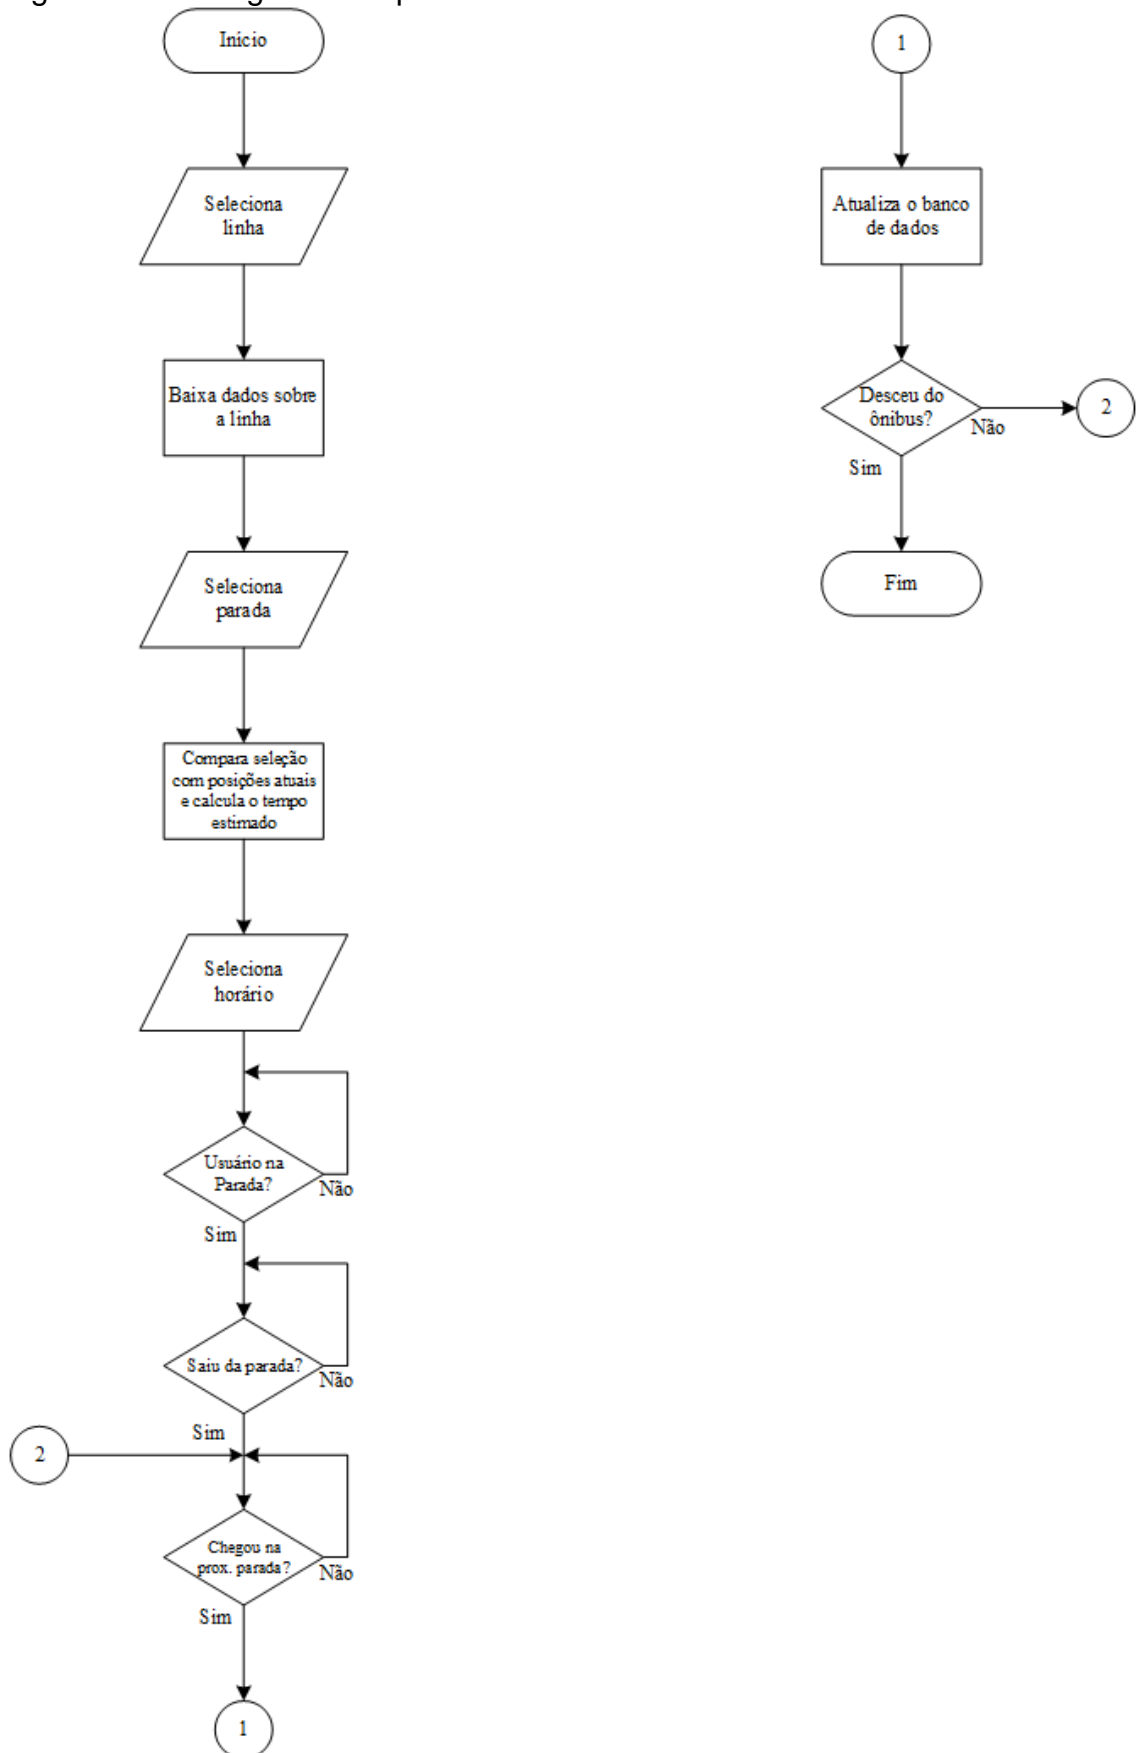 Início
Seleciona
linha
Baixa dados sobre
a linha
Seleciona
parada
Compara seleção
com posições atuais
e calcula o tempo
estimado
Seleciona
horário
Usuário na
Parada?
Não
Sim
Saiu da parada?
Não
Sim
2
Chegou na
prox. parada?
Não
Sim
1
1
Atualiza o banco
de dados
Desceu do
ônibus?
Não
2
Sim
Fim